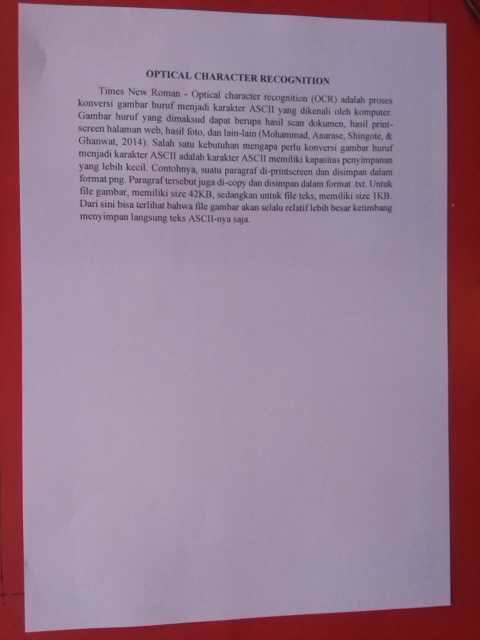 OPTICAL CHARACTER RECOGNITION
Times New Roman - Optical character recognition (OCR) adalah proses
konversi gambar huruf menjadi karakter ASCII yang dikenali oleh komputer.
Gambar huruf yang dimaksud dapat berupa hasil scan dokumen, hasil print-
screen halaman web, hasil foto, dan lain-lain (Mohammad, Anarase, Shingote, &
Ghanwat, 2014). Salah satu kebutuhan mengapa perlu konversi gambar huruf
menjadi karakter ASCII adalah karakter ASCII memiliki kapasitas penyimpanan
yang lebih kecil. Contohnya, suatu paragraf di-printscreen dan disimpan dalam
format png. Paragraf tersebut juga di-copy dan disimpan dalam format .txt. Untuk
file gambar, memiliki size 42KB, sedangkan untuk file teks, memiliki size 1KB.
Dari sini bisa terlihat bahwa file gambar akan selalu relatif lebih besar ketimbang
menyimpan langsung teks ASCII-nya saja.